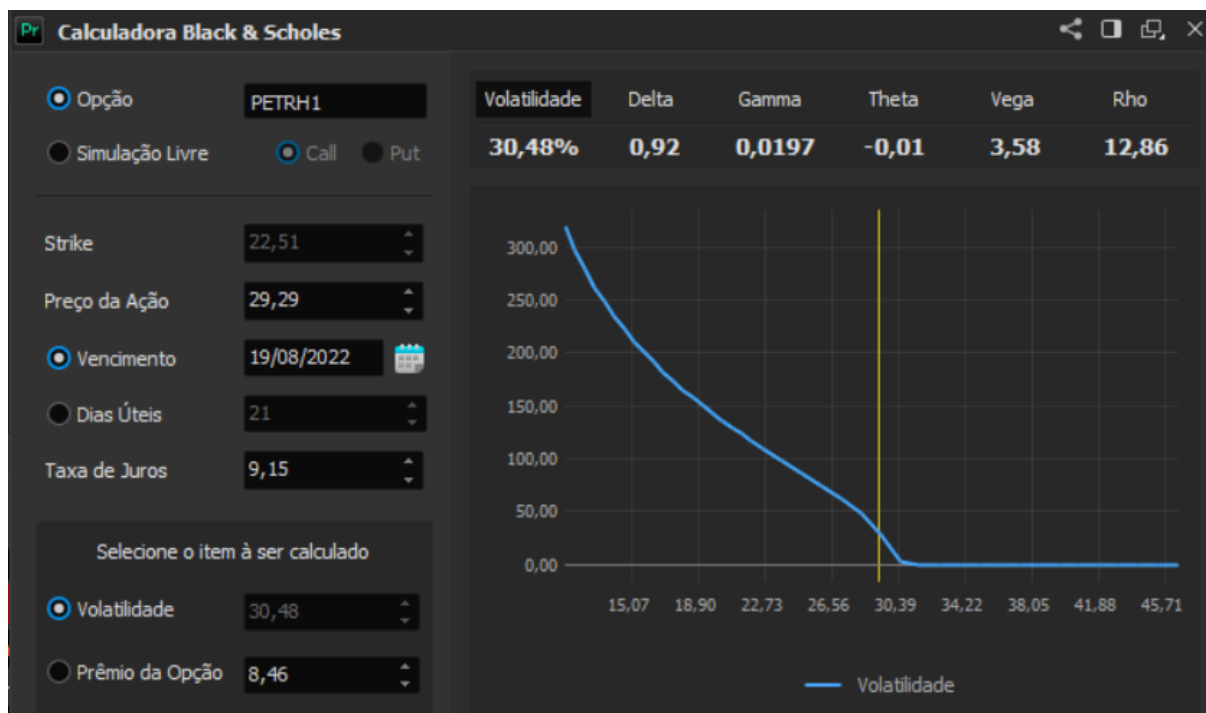 Pr Calculadora Black & Scholes
Opção PETRH1
Simulação Livre Call Put
Strike 22,51
Preço da Ação 29,29
Vencimento 19/08/2022
Dias Úteis 21
Taxa de Juros 9,15
Selecione o item à ser calculado
Volatilidade 30,48
Prêmio da Opção 8,46
Volatilidade Delta Gamma Theta Vega Rho
30,48% 0,92 0,0197 -0,01 3,58 12,86
300,00
250,00
200,00
150,00
100,00
50,00
0,00
15,07 18,90 22,73 26,56 30,39 34,22 38,05 41,88 45,71
Volatilidade